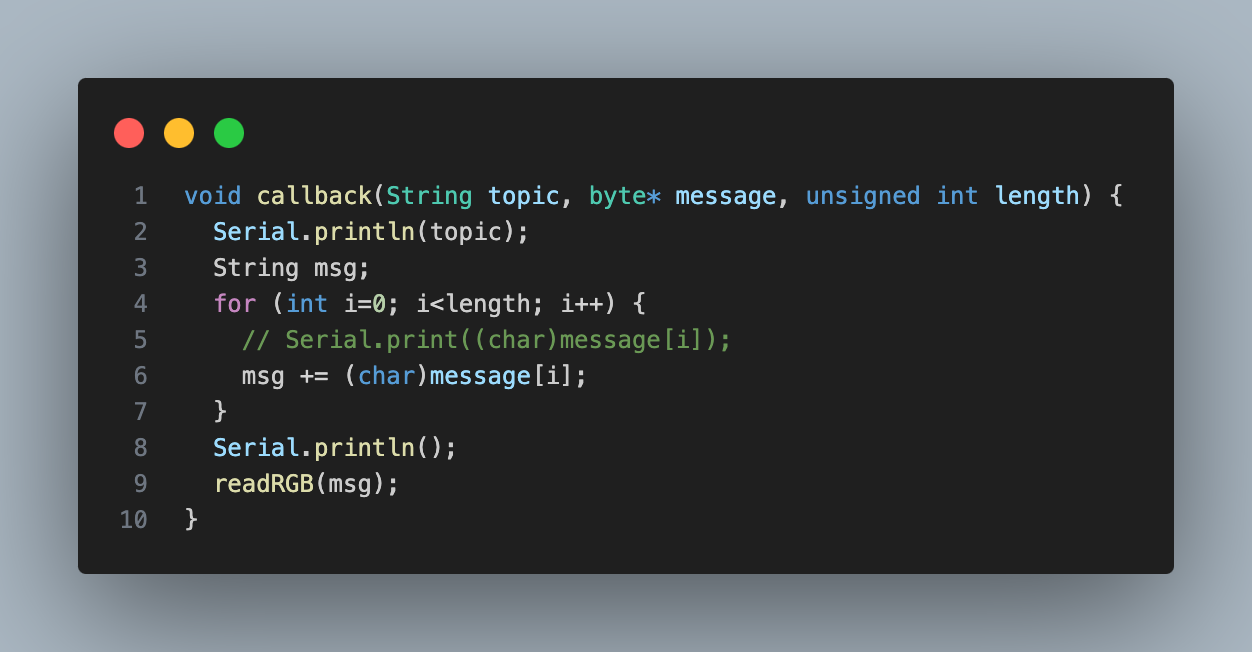 1 void callback(String topic, byte* message, unsigned int length) {
2   Serial.println(topic);
3   String msg;
4   for (int i=0; i<length; i++) {
5     // Serial.print((char)message[i]);
6     msg += (char)message[i];
7   }
8   Serial.println();
9   readRGB(msg);
10 }